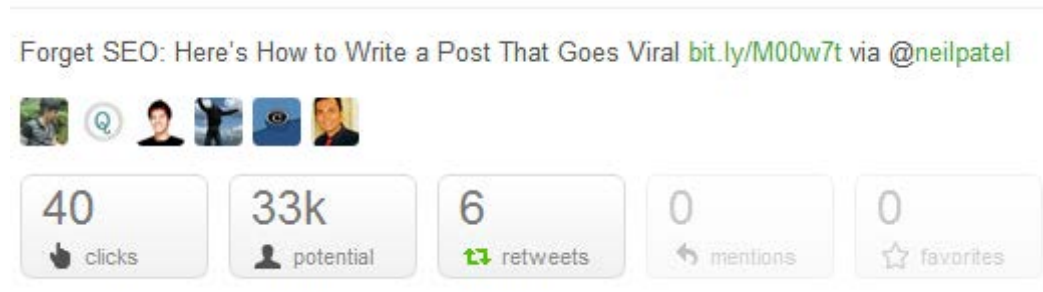 Forget SEO: Here's How to Write a Post That Goes Viral bit.ly/M00w7t via @neilpatel
Q
40 33k 6 0 0
clicks potential retweets mentions favorites